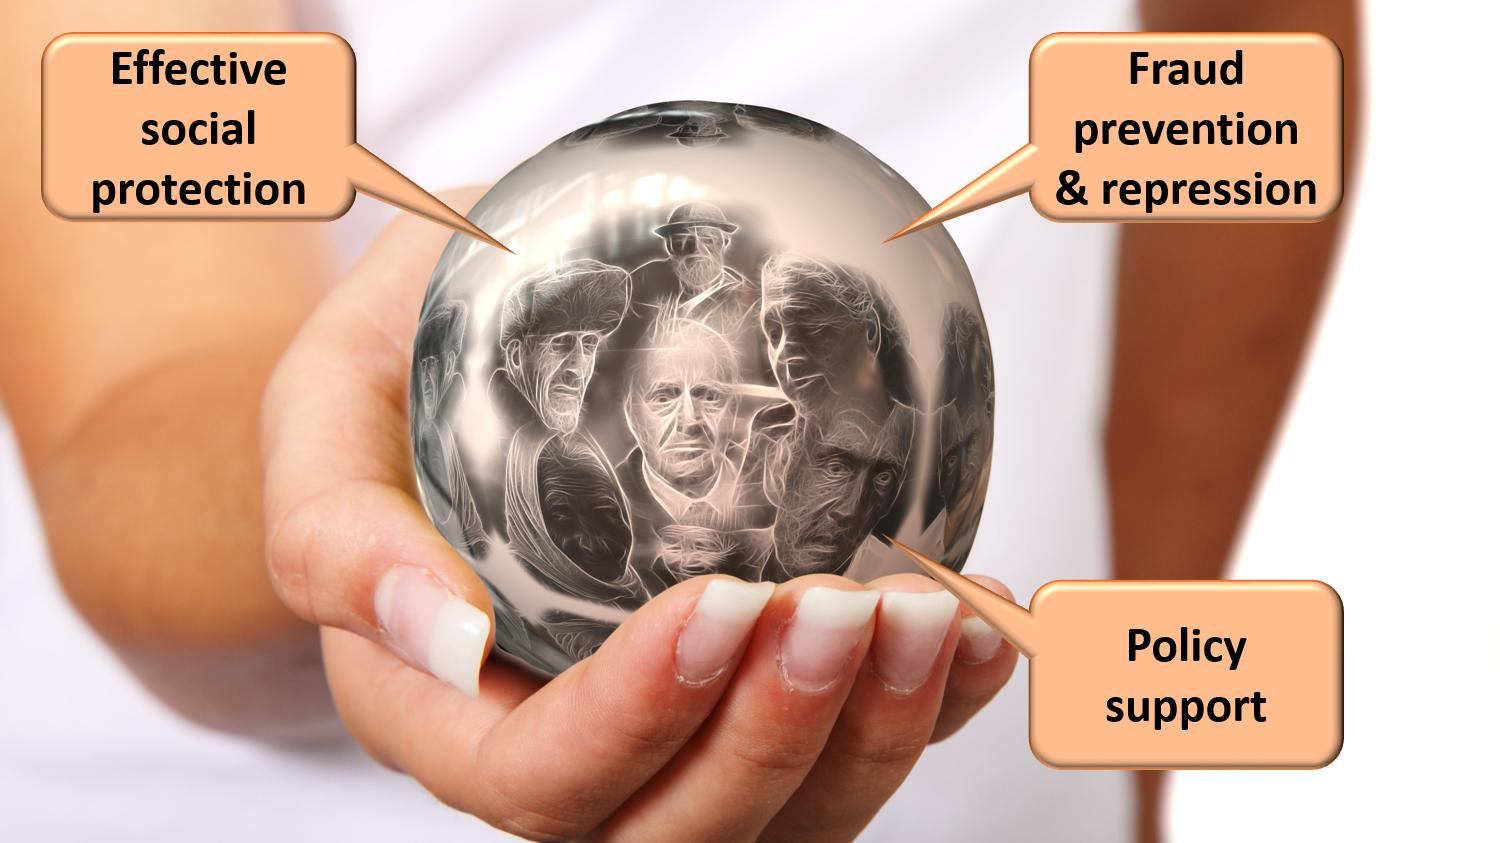 Effective
social
protection
Fraud
prevention
& repression
Policy
support